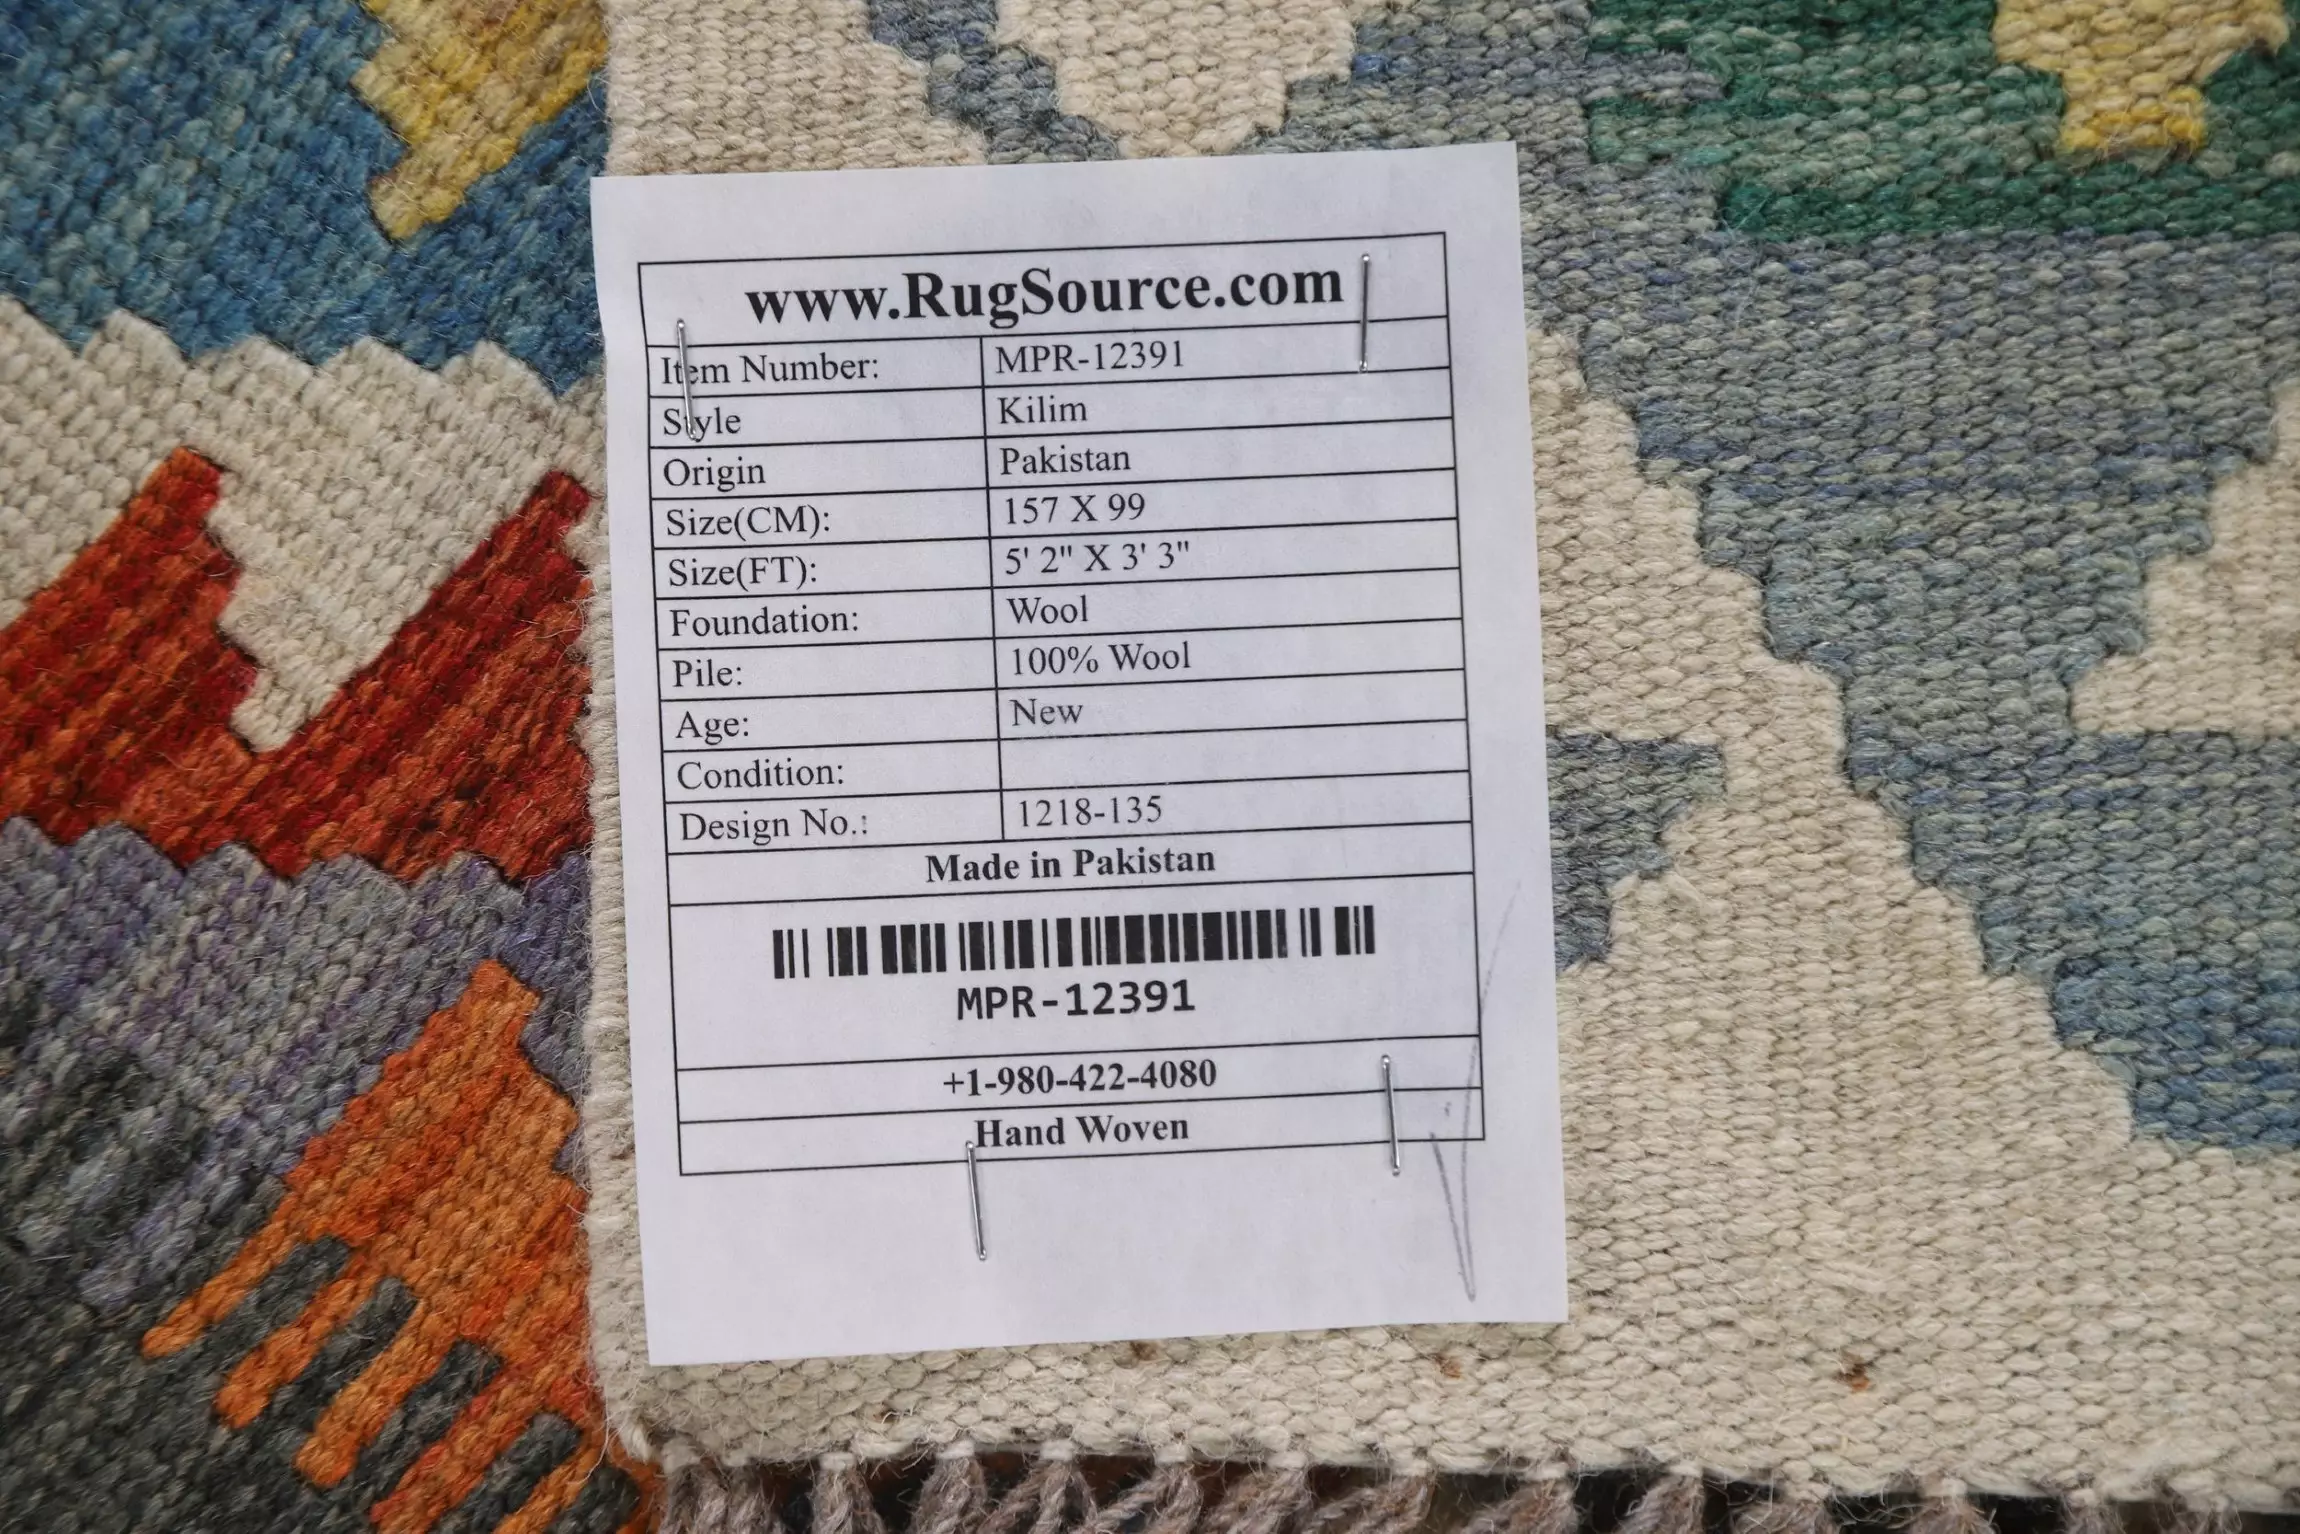 www.RugSource.com
Item Number: MPR-12391
Style Kilim
Origin Pakistan
Size(CM): 157 X 99
Size(FT): 5' 2" X 3' 3"
Foundation: Wool
Pile: 100% Wool
Age: New
Condition:
Design No.: 1218-135
Made in Pakistan
MPR-12391
+1-980-422-4080
Hand Woven